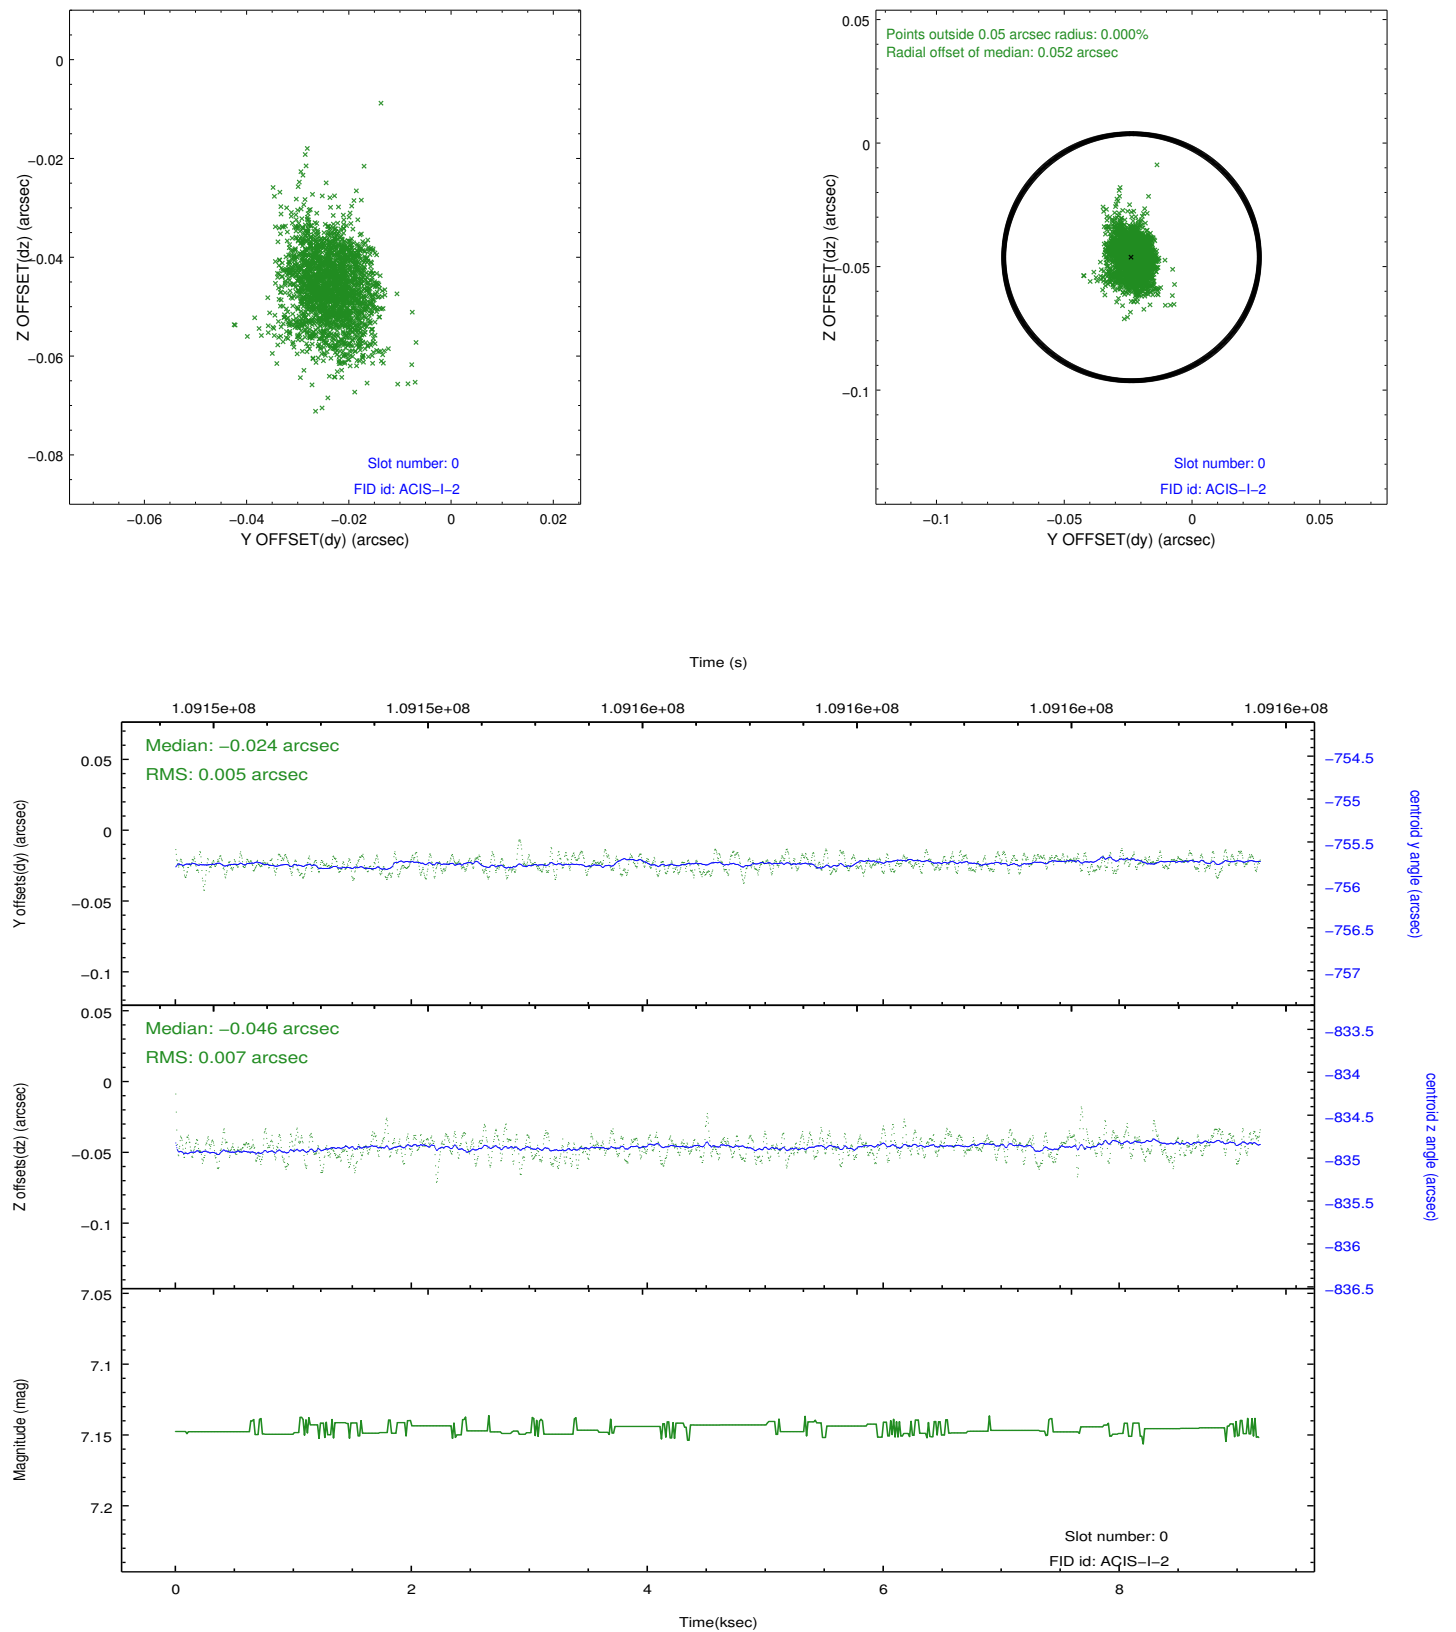 0
−0.02
−0.04
−0.06
−0.08
Z OFFSET(dz) (arcsec)
Slot number: 0
FID id: ACIS−I−2
−0.06
−0.04
−0.02
0
0.02
Y OFFSET(dy) (arcsec)
0.05
0
−0.05
−0.1
Z OFFSET(dz) (arcsec)
Points outside 0.05 arcsec radius: 0.000%
Radial offset of median: 0.052 arcsec
Slot number: 0
FID id: ACIS−I−2
−0.1
−0.05
0
0.05
Y OFFSET(dy) (arcsec)
Time (s)
1.0915e+08
1.0915e+08
1.0916e+08
1.0916e+08
1.0916e+08
1.0916e+08
Median: −0.024 arcsec
RMS: 0.005 arcsec
0.05
0
−0.05
−0.1
Y offsets(dy) (arcsec)
−754.5
−755
−755.5
−756
−756.5
−757
centroid y angle (arcsec)
Median: −0.046 arcsec
RMS: 0.007 arcsec
0.05
0
−0.05
−0.1
Z offsets(dz) (arcsec)
−833.5
−834
−834.5
−835
−835.5
−836
−836.5
centroid z angle (arcsec)
7.05
7.1
7.15
7.2
Magnitude (mag)
Slot number: 0
FID id: ACIS−I−2
0
2
4
6
8
Time(ksec)